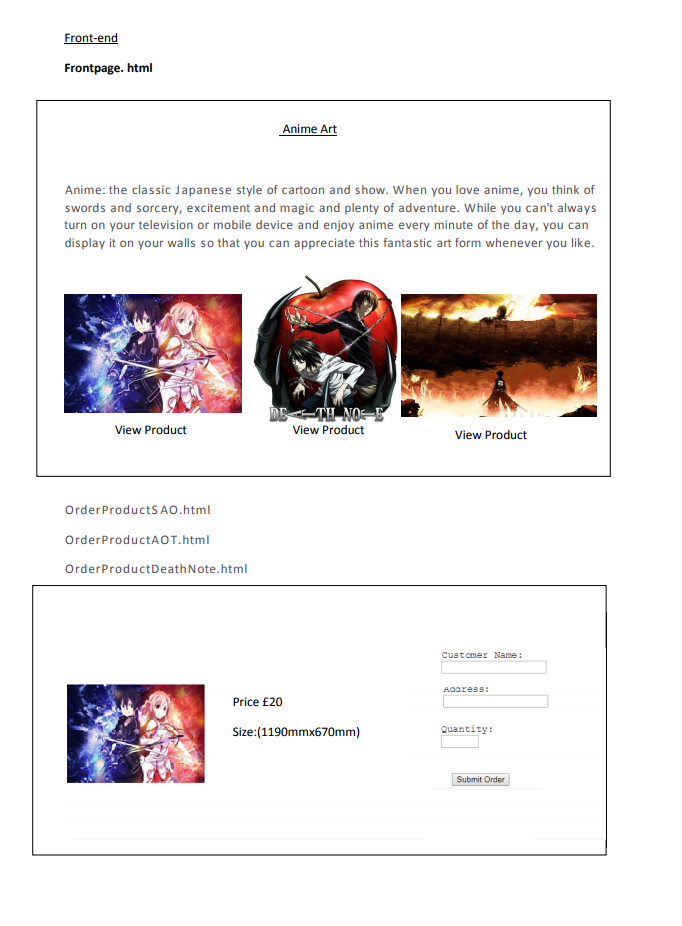 Front-end
Frontpage. html
Anime Art
Anime: the classic Japanese style of cartoon and show. When you love anime, you think of
swords and sorcery, excitement and magic and plenty of adventure. While you can't always
turn on your television or mobile device and enjoy anime every minute of the day, you can
display it on your walls so that you can appreciate this fantastic art form whenever you like.
DEATH NOTE
View Product
View Product
View Product
OrderProductSAO.html
OrderProductAOT.html
OrderProductDeathNote.html
Customer Name:
Address:
Price £20
Size:(1190mmx670mm)
Quantity:
Submit Order